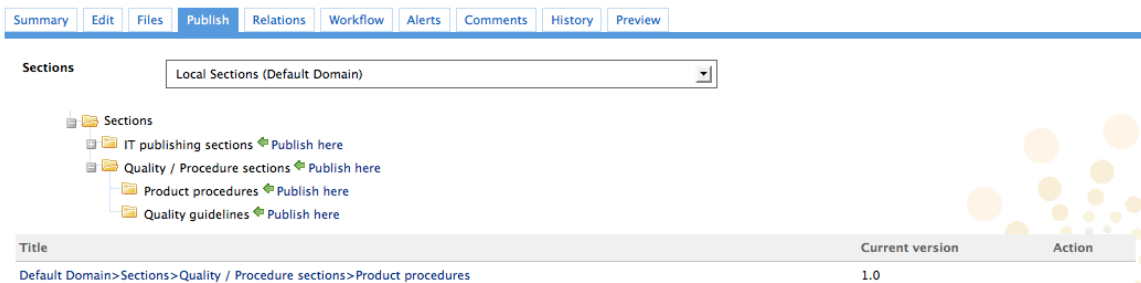 Summary Edit Files Publish Relations Workflow Alerts Comments History Preview
Sections Local Sections (Default Domain)
Sections
IT publishing sections Publish here
Quality / Procedure sections Publish here
Product procedures Publish here
Quality guidelines Publish here
Title Current version Action
Default Domain>Sections>Quality / Procedure sections>Product procedures 1.0